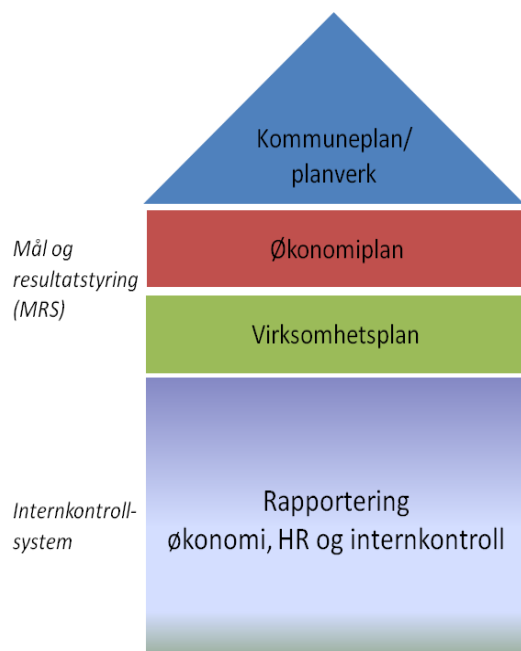 Kommuneplan/
planverk
Mål og
resultatstyring
(MRS)
Økonomiplan
Virksomhetsplan
Internkontroll-
system
Rapportering
økonomi, HR og internkontroll